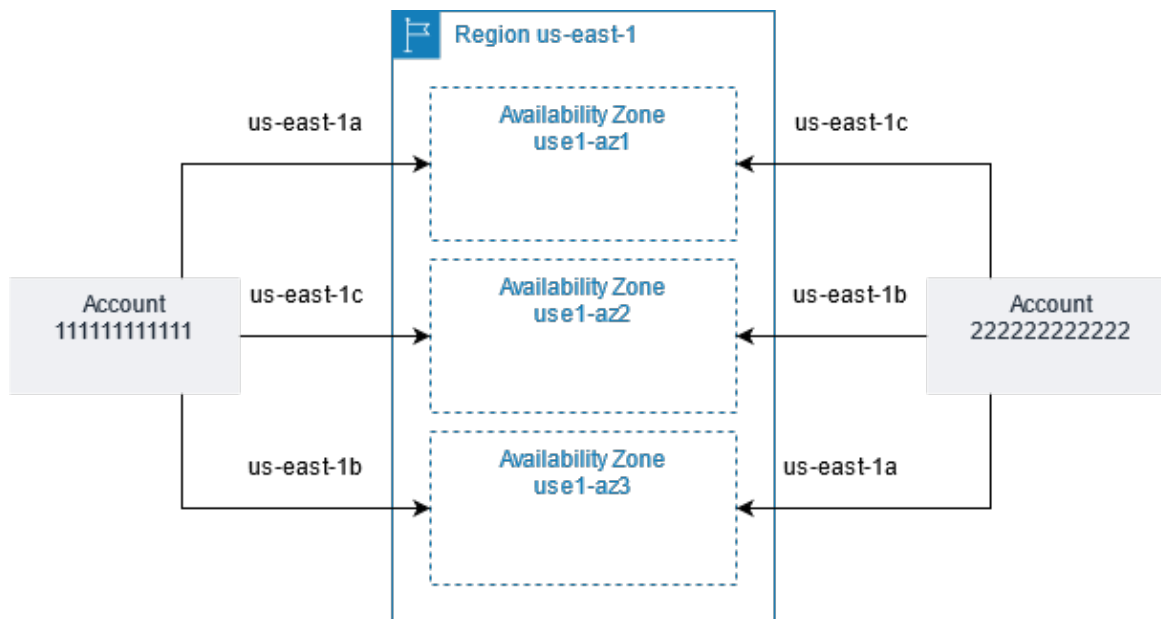 Region us-east-1
us-east-1a
Availability Zone
use1-az1
us-east-1c
Account
111111111111
us-east-1c
Availability Zone
use1-az2
us-east-1b
Account
222222222222
us-east-1b
Availability Zone
use1-az3
us-east-1a